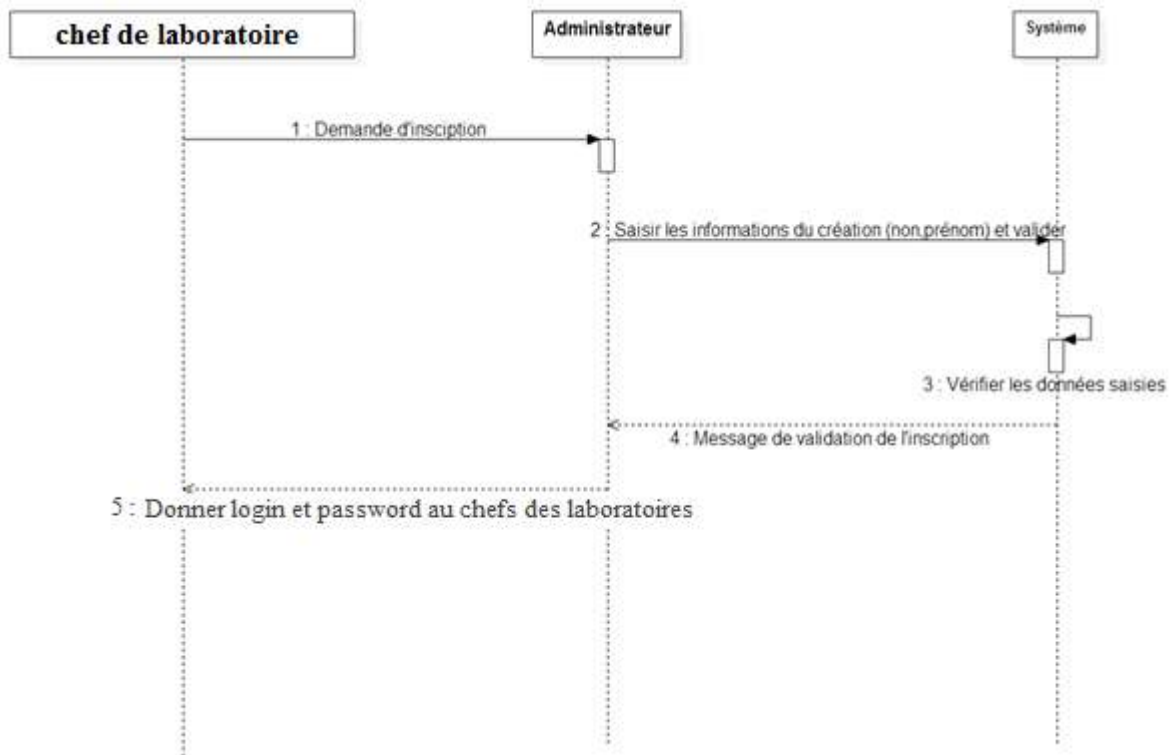 chef de laboratoire
Administrateur
Système
1 : Demande d'insciption
2 : Saisir les informations du création (non,prénom) et valider
3 : Vérifier les données saisies
4 : Message de validation de l'inscription
5 : Donner login et password au chefs des laboratoires